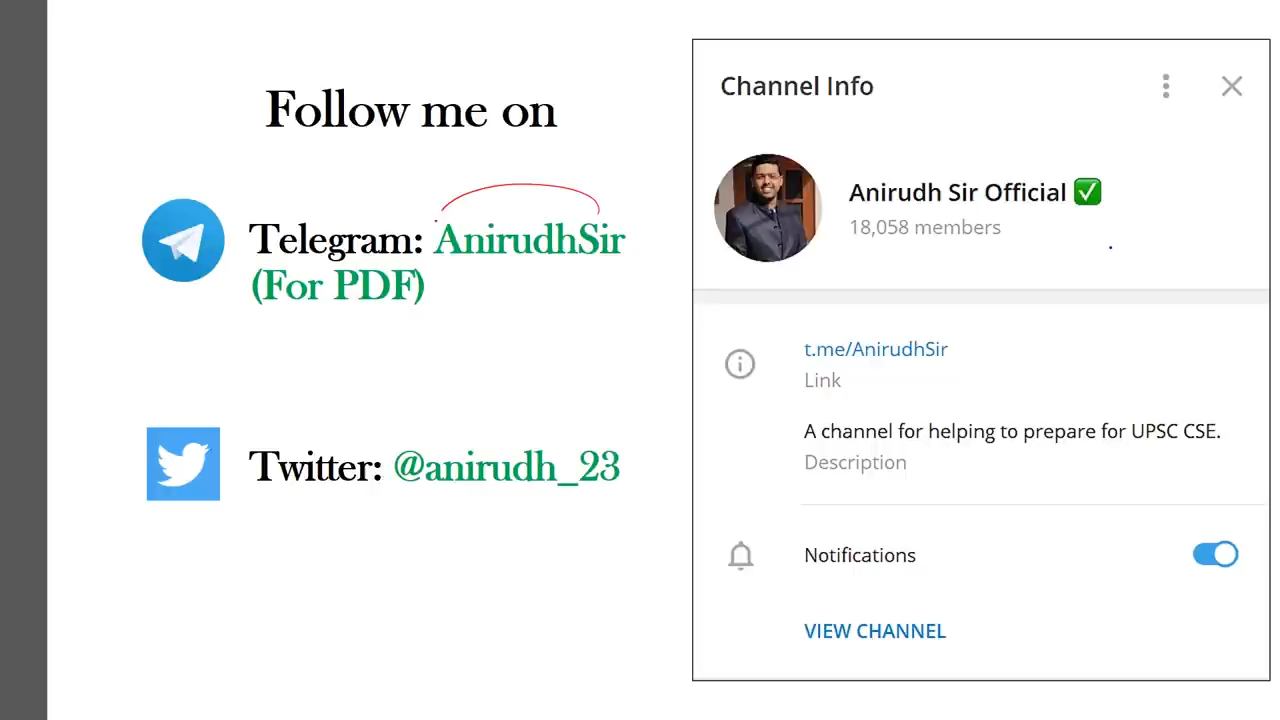 Follow me on
Telegram: AnirudhSir
(For PDF)
Twitter: @anirudh_23
Channel Info
Anirudh Sir Official ✅
18,058 members
t.me/AnirudhSir
Link
A channel for helping to prepare for UPSC CSE.
Description
Notifications
VIEW CHANNEL